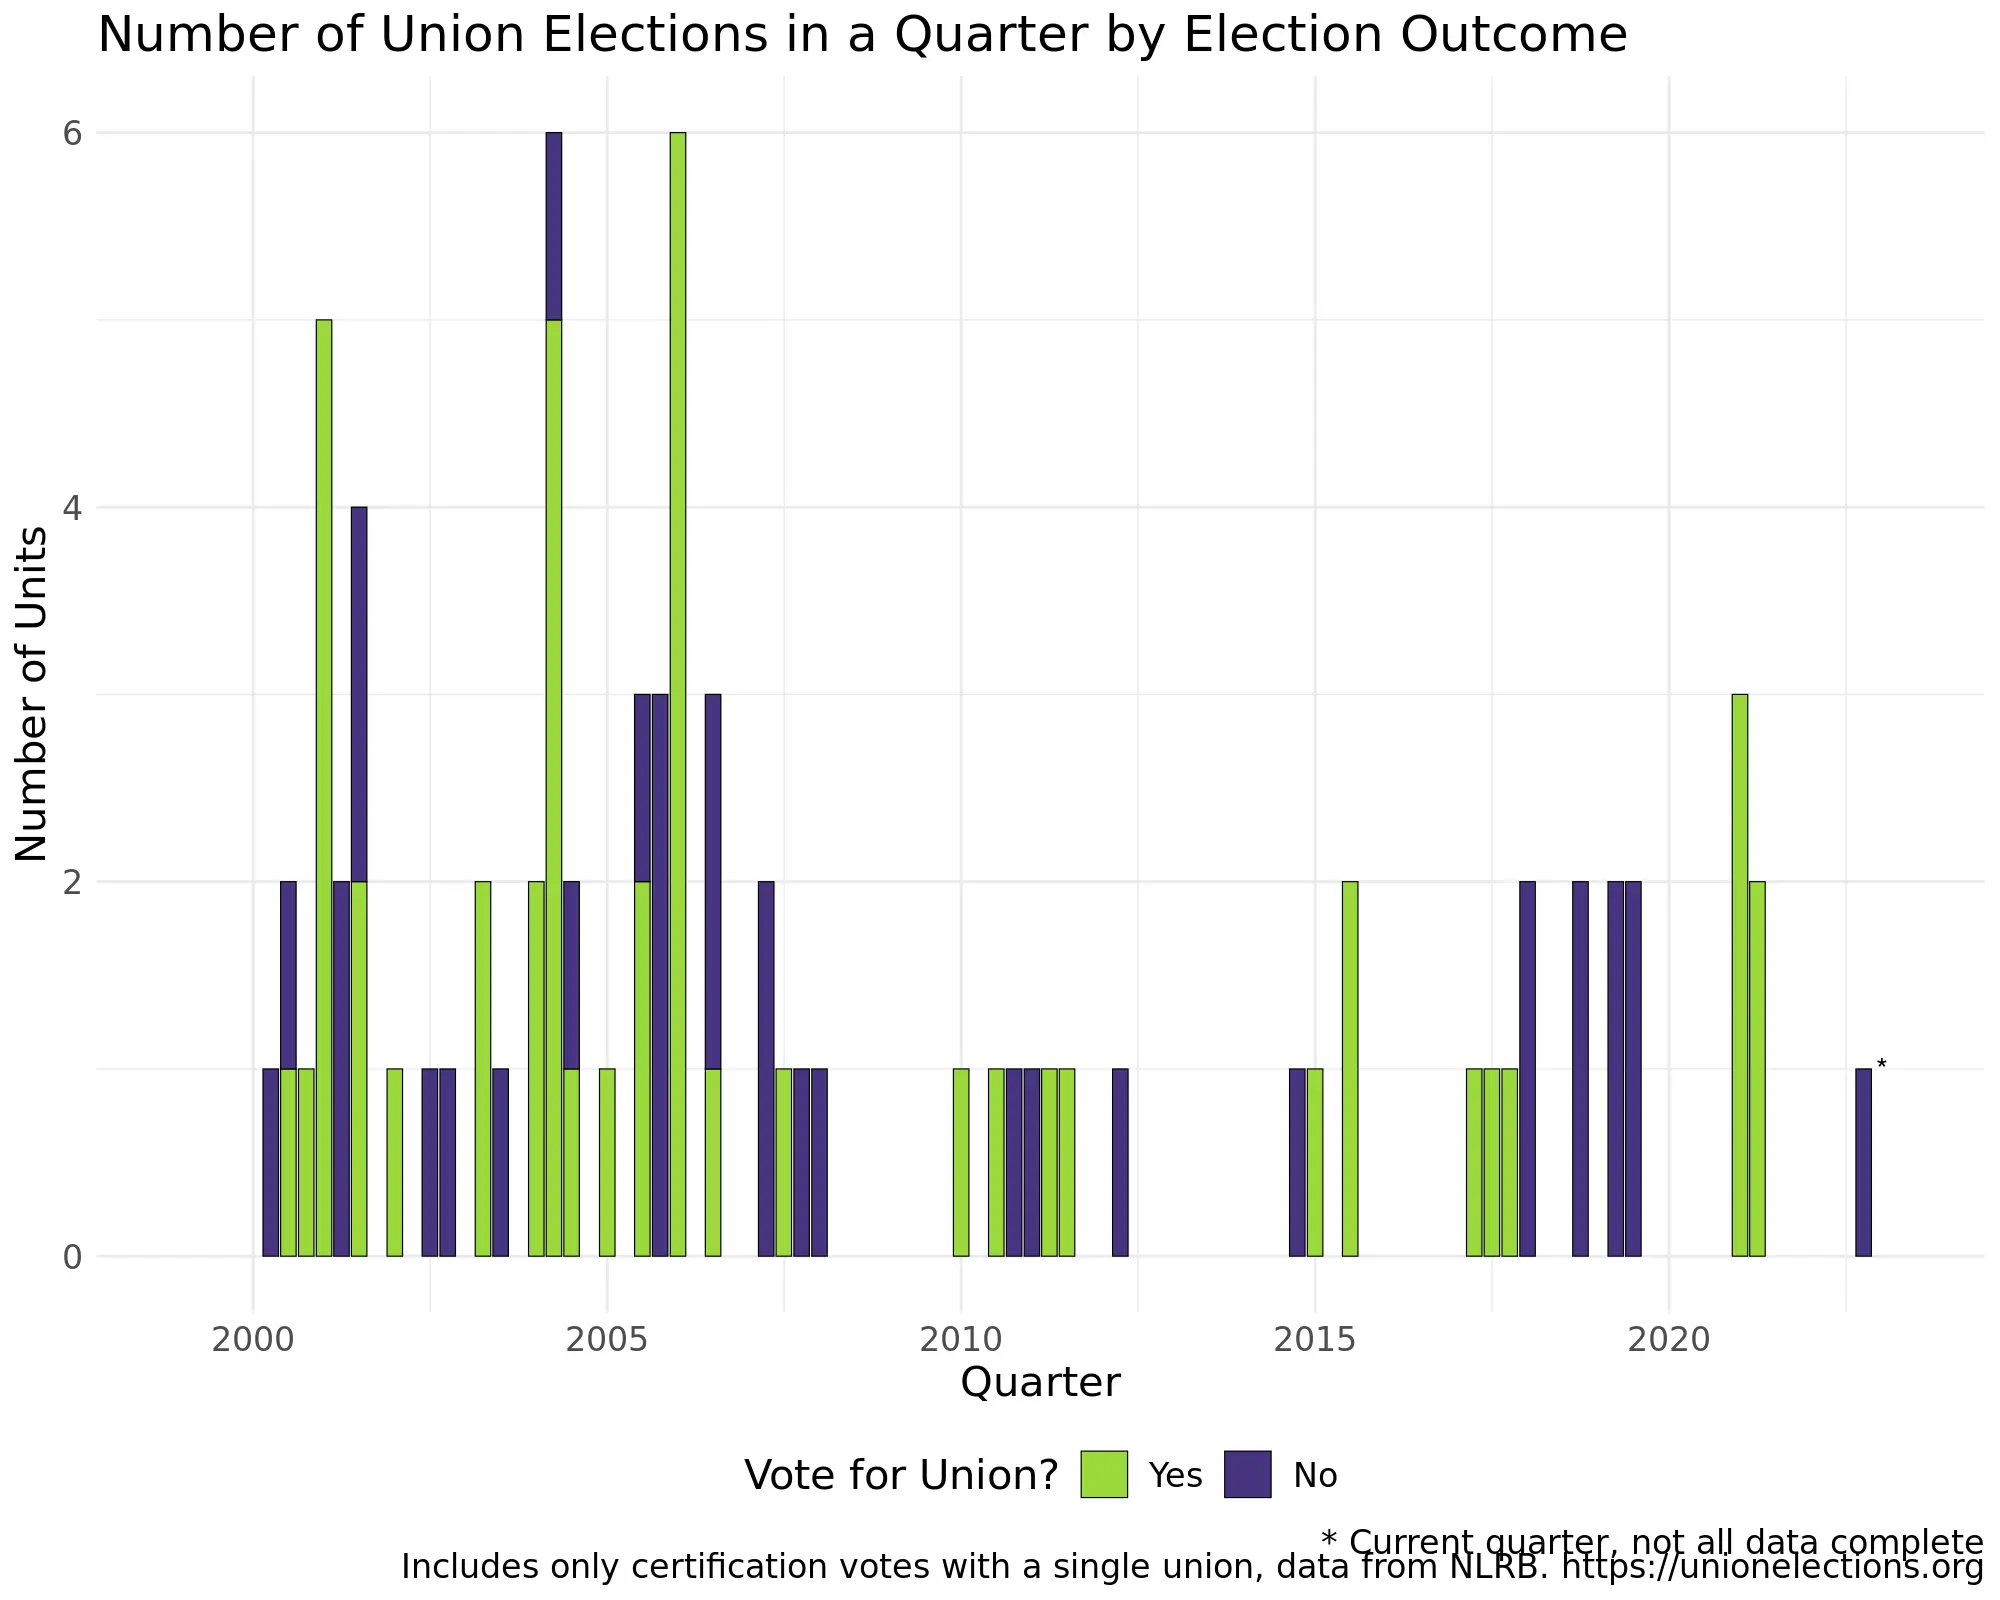 Number of Union Elections in a Quarter by Election Outcome
6
4
2
0
Number of Units
*
2000 2005 2010 2015 2020
Quarter
Vote for Union? Yes No
* Current quarter, not all data complete
Includes only certification votes with a single union, data from NLRB. https://unionelections.org